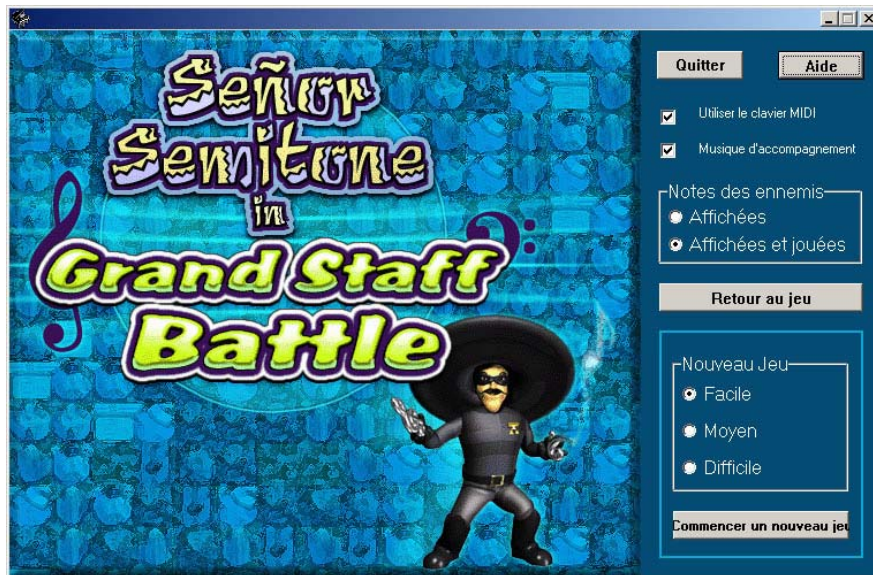 Señor
Semitone
in
Grand Staff
Battle
Quitter
Aide
Utiliser le clavier MIDI
Musique d'accompagnement
Notes des ennemis
Affichées
Affichées et jouées
Retour au jeu
Nouveau Jeu
Facile
Moyen
Difficile
Commencer un nouveau jeu